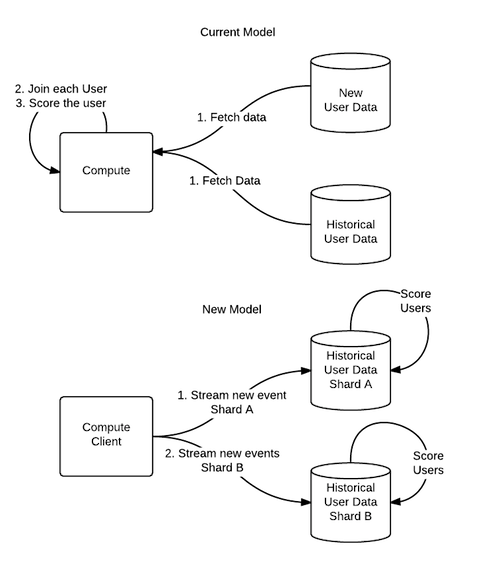 Current Model
New
User Data
2. Join each User
3. Score the user
1. Fetch data
Compute
1. Fetch Data
Historical
User Data
New Model
Score
Users
Historical
User Data
Shard A
1. Stream new event
Shard A
Compute
Client
2. Stream new events
Shard B
Score
Users
Historical
User Data
Shard B